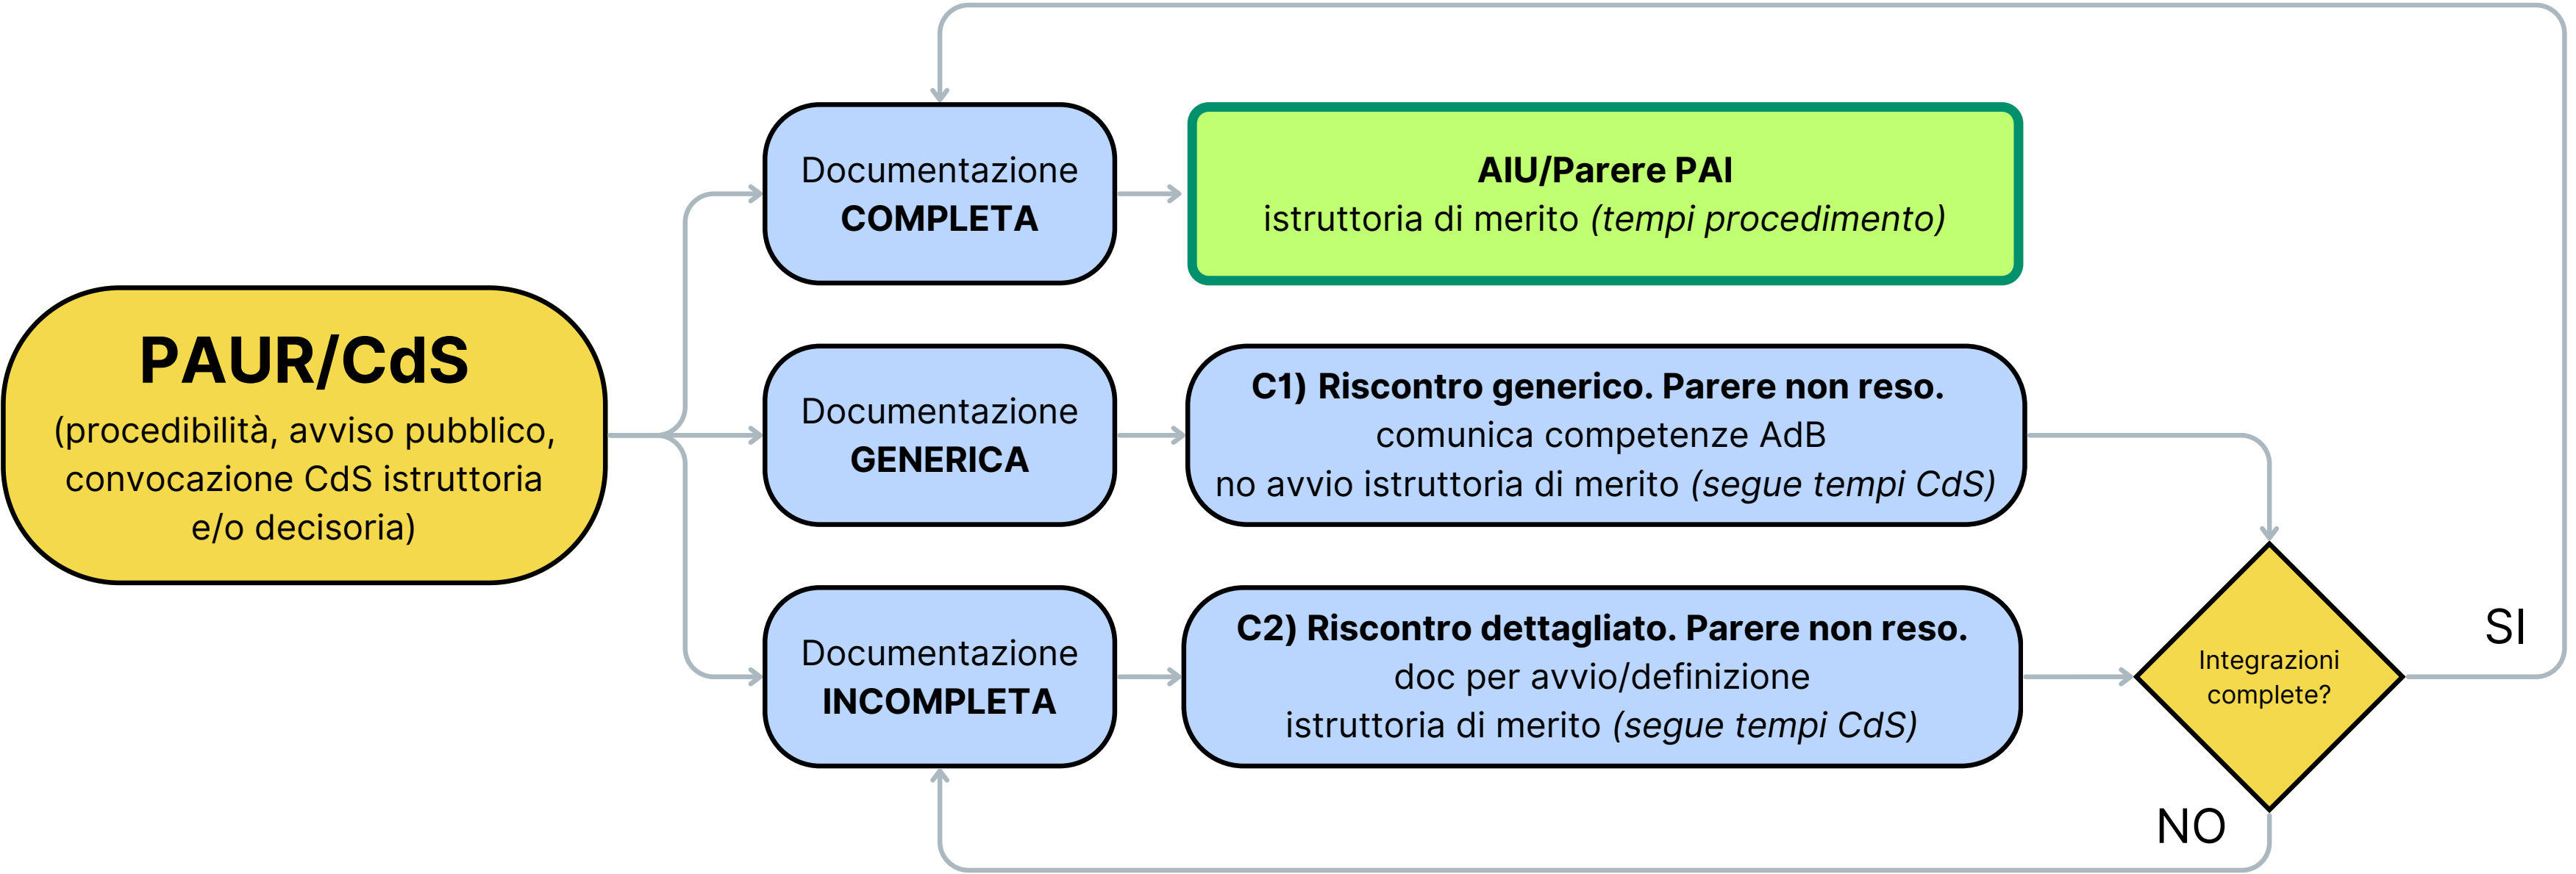 PAUR/CdS
(procedibilità, avviso pubblico,
convocazione CdS istruttoria
e/o decisoria)
Documentazione
COMPLETA
AIU/Parere PAI
istruttoria di merito (tempi procedimento)
Documentazione
GENERICA
C1) Riscontro generico. Parere non reso.
comunica competenze AdB
no avvio istruttoria di merito (segue tempi CdS)
Documentazione
INCOMPLETA
C2) Riscontro dettagliato. Parere non reso.
doc per avvio/definizione
istruttoria di merito (segue tempi CdS)
Integrazioni
complete?
SI
NO